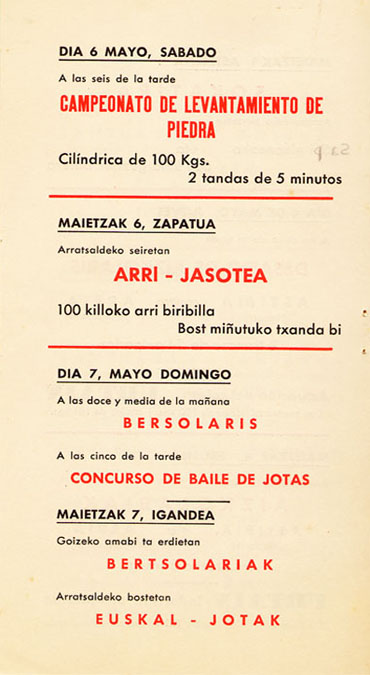 DIA 6 MAYO, SABADO
A las seis de la tarde
CAMPEONATO DE LEVANTAMIENTO DE
PIEDRA
Cilíndrica de 100 Kgs.
2 tandas de 5 minutos
MAIETZAK 6, ZAPATUA
Arratsaldeko seiretan
ARRI - JASOTEA
100 killoko arri biribilla
Bost miñutuko txanda bi
DIA 7, MAYO DOMINGO
A las doce y media de la mañana
BERSOLARIS
A las cinco de la tarde
CONCURSO DE BAILE DE JOTAS
MAIETZAK 7, IGANDEA
Goizeko amabi ta erdietan
BERTSOLARIAK
Arratsaldeko bostetan
EUSKAL - JOTAK